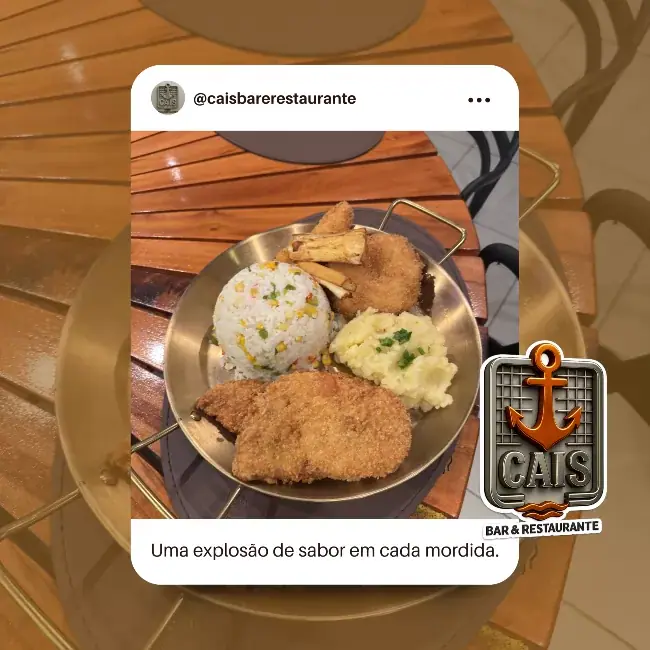 @caisbarerestaurante
CAIS
BAR & RESTAURANTE
Uma explosão de sabor em cada mordida.